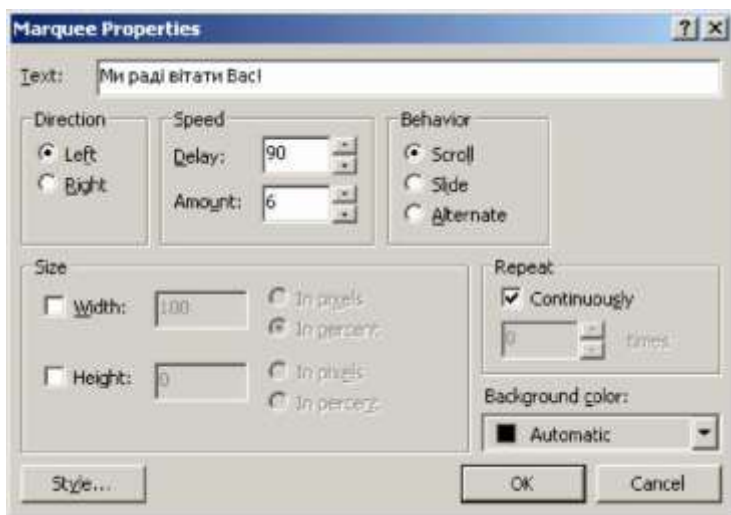 Marquee Properties
Text: Ми раді вітати Вас!
Direction
Left
Right
Speed
Delay: 90
Amount: 6
Behavior
Scroll
Slide
Alternate
Size
Width: 100
In pixels
In percent
Height: 0
In pixels
In percent
Repeat
Continuously
0 times
Background color:
Automatic
Style...
OK
Cancel